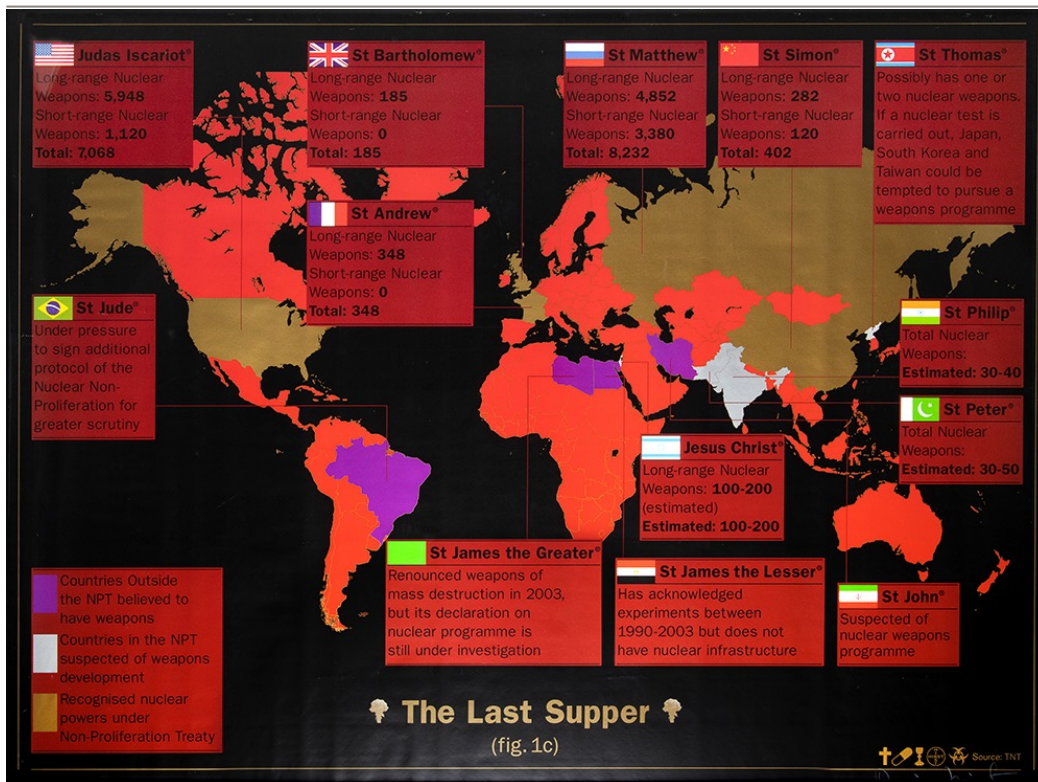 Judas Iscariot®
Long-range Nuclear
Weapons: 5,948
Short-range Nuclear
Weapons: 1,120
Total: 7,068
St Bartholomew®
Long-range Nuclear
Weapons: 185
Short-range Nuclear
Weapons: 0
Total: 185
St Matthew®
Long-range Nuclear
Weapons: 4,852
Short-range Nuclear
Weapons: 3,380
Total: 8,232
St Simon®
Long-range Nuclear
Weapons: 282
Short-range Nuclear
Weapons: 120
Total: 402
St Thomas®
Possibly has one or
two nuclear weapons.
If a nuclear test is
carried out, Japan,
South Korea and
Taiwan could be
tempted to pursue a
weapons programme
St Andrew®
Long-range Nuclear
Weapons: 348
Short-range Nuclear
Weapons: 0
Total: 348
St Jude®
Under pressure
to sign additional
protocol of the
Nuclear Non-
Proliferation for
greater scrutiny
St Philip®
Total Nuclear
Weapons:
Estimated: 30-40
St Peter®
Total Nuclear
Weapons:
Estimated: 30-50
Jesus Christ®
Long-range Nuclear
Weapons: 100-200
(estimated)
Estimated: 100-200
St James the Greater®
Renounced weapons of
mass destruction in 2003,
but its declaration on
nuclear programme is
still under investigation
St James the Lesser®
Has acknowledged
experiments between
1990-2003 but does not
have nuclear infrastructure
St John®
Suspected of
nuclear weapons
programme
Countries Outside
the NPT believed to
have weapons
Countries in the NPT
suspected of weapons
development
Recognised nuclear
powers under
Non-Proliferation Treaty
The Last Supper
(fig. 1c)
Source: TNT